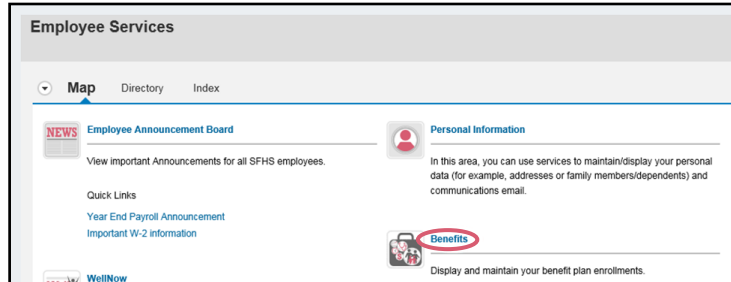 Employee Services
Map
Directory
Index
NEWS
Employee Announcement Board
View important Announcements for all SFHS employees.
Quick Links
Year End Payroll Announcement
Important W-2 information
WellNow
Personal Information
In this area, you can use services to maintain/display your personal
data (for example, addresses or family members/dependents) and
communications email.
Benefits
Display and maintain your benefit plan enrollments.